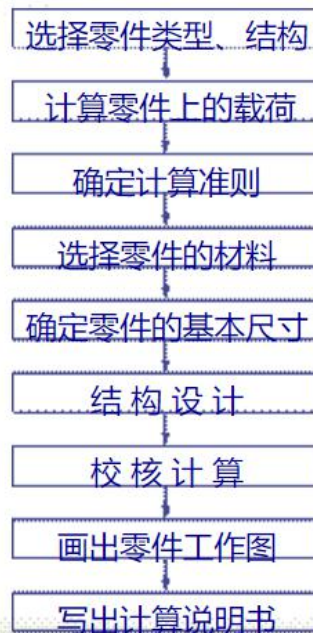 选择零件类型、结构
计算零件上的载荷
确定计算准则
选择零件的材料
确定零件的基本尺寸
结 构 设 计
校 核 计 算
画出零件工作图
写出计算说明书